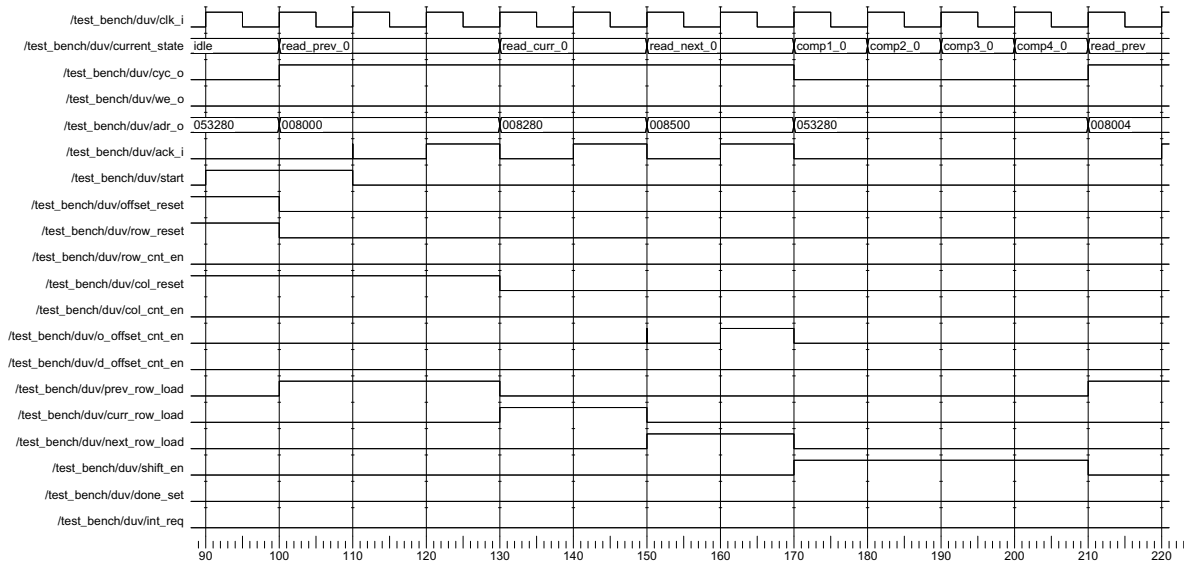 /test_bench/duv/clk_i
/test_bench/duv/current_state idle read_prev_0 read_curr_0 read_next_0 comp1_0 comp2_0 comp3_0 comp4_0 read_prev
/test_bench/duv/cyc_o
/test_bench/duv/we_o
/test_bench/duv/adr_o 053280 008000 008280 008500 053280 008004
/test_bench/duv/ack_i
/test_bench/duv/start
/test_bench/duv/offset_reset
/test_bench/duv/row_reset
/test_bench/duv/row_cnt_en
/test_bench/duv/col_reset
/test_bench/duv/col_cnt_en
/test_bench/duv/o_offset_cnt_en
/test_bench/duv/d_offset_cnt_en
/test_bench/duv/prev_row_load
/test_bench/duv/curr_row_load
/test_bench/duv/next_row_load
/test_bench/duv/shift_en
/test_bench/duv/done_set
/test_bench/duv/int_req
90 100 110 120 130 140 150 160 170 180 190 200 210 220